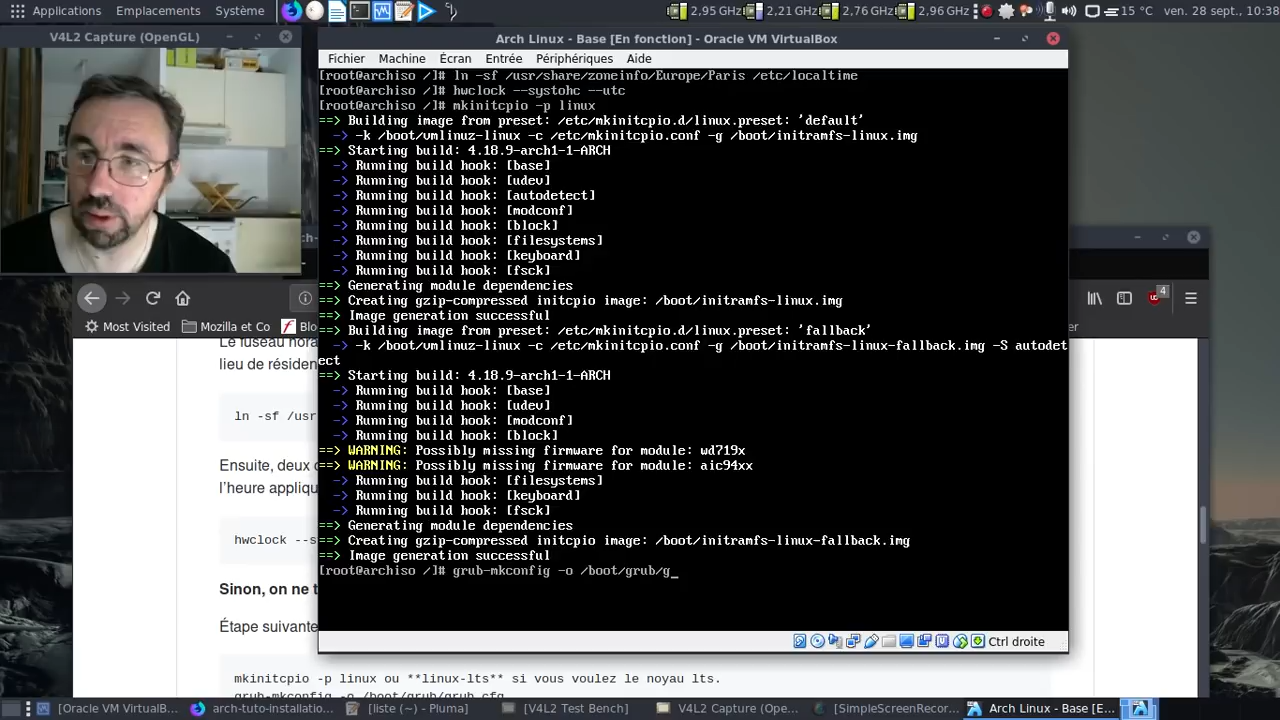 Applications Emplacements Système
2,95 GHz 2,21 GHz 2,76 GHz 2,96 GHz 15 °C ven. 28 sept., 10:38
V4L2 Capture (OpenGL)
Arch Linux - Base [En fonction] - Oracle VM VirtualBox
Fichier Machine Écran Entrée Périphériques Aide
[root@archiso /]# ln -sf /usr/share/zoneinfo/Europe/Paris /etc/localtime
[root@archiso /]# hwclock --systohc --utc
[root@archiso /]# mkinitcpio -p linux
==> Building image from preset: /etc/mkinitcpio.d/linux.preset: 'default'
-> -k /boot/vmlinuz-linux -c /etc/mkinitcpio.conf -g /boot/initramfs-linux.img
==> Starting build: 4.18.9-arch1-1-ARCH
-> Running build hook: [base]
-> Running build hook: [udev]
-> Running build hook: [autodetect]
-> Running build hook: [modconf]
-> Running build hook: [block]
-> Running build hook: [filesystems]
-> Running build hook: [keyboard]
-> Running build hook: [fsck]
==> Generating module dependencies
==> Creating gzip-compressed initcpio image: /boot/initramfs-linux.img
==> Image generation successful
==> Building image from preset: /etc/mkinitcpio.d/linux.preset: 'fallback'
-> -k /boot/vmlinuz-linux -c /etc/mkinitcpio.conf -g /boot/initramfs-linux-fallback.img -S autodet
ect
==> Starting build: 4.18.9-arch1-1-ARCH
-> Running build hook: [base]
-> Running build hook: [udev]
-> Running build hook: [modconf]
-> Running build hook: [block]
==> WARNING: Possibly missing firmware for module: wd719x
==> WARNING: Possibly missing firmware for module: aic94xx
-> Running build hook: [filesystems]
-> Running build hook: [keyboard]
-> Running build hook: [fsck]
==> Generating module dependencies
==> Creating gzip-compressed initcpio image: /boot/initramfs-linux-fallback.img
==> Image generation successful
[root@archiso /]# grub-mkconfig -o /boot/grub/g_
Ctrl droite
arch-
4
Most Visited Mozilla et Co Blo
Le fuseau hora
lieu de résiden
ln -sf /usr
Ensuite, deux c
l'heure appliqu
hwclock --s
Sinon, on ne t
Étape suivante
mkinitcpio -p linux ou **linux-lts** si vous voulez le noyau lts.
grub-mkconfig -o /boot/grub/grub.cfg
[Oracle VM VirtualB... arch-tuto-installatio... [liste (~) - Pluma] [V4L2 Test Bench] V4L2 Capture (Ope... [SimpleScreenRecor... Arch Linux - Base [E...